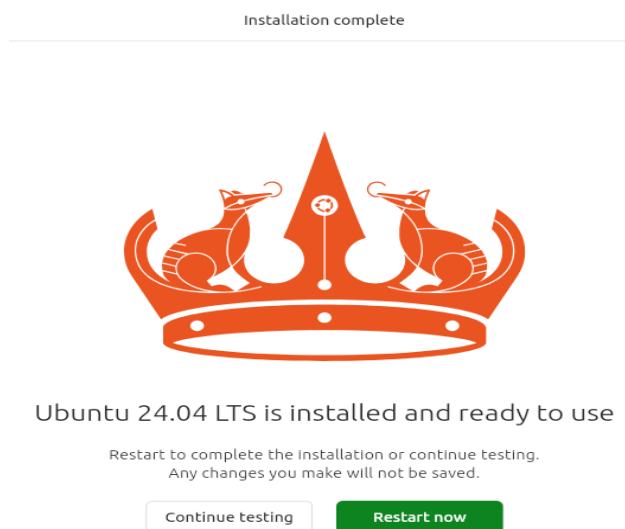 Installation complete
Ubuntu 24.04 LTS is installed and ready to use
Restart to complete the installation or continue testing.
Any changes you make will not be saved.
Continue testing
Restart now